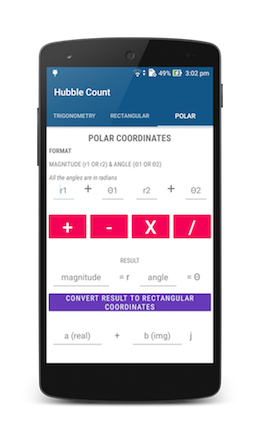 49% 3:02 pm
Hubble Count
TRIGONOMETRY RECTANGULAR POLAR
POLAR COORDINATES
FORMAT
MAGNITUDE (r1 OR r2) & ANGLE (Θ1 OR Θ2)
All the angles are in radians
r1 + Θ1 r2 + Θ2
+ - X /
RESULT
magnitude = r angle = Θ
CONVERT RESULT TO RECTANGULAR
COORDINATES
a (real) + b (img) j